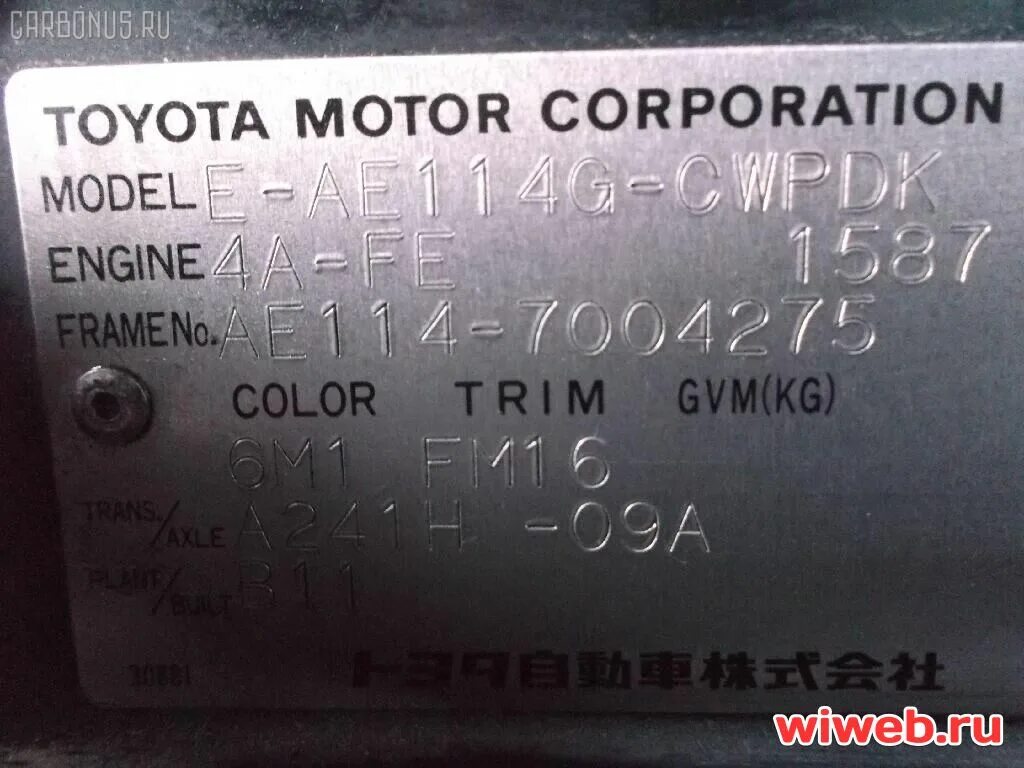 CARBONUS.RU
TOYOTA MOTOR CORPORATION
MODEL E-AE114G-CWPDK
ENGINE 4A-FE 1587
FRAME No. AE114-7004275
COLOR TRIM GVM(KG)
6M1 FM16
TRANS./AXLE A241H -09A
PLANT/BUILT B11
トヨタ自動車株式会社
wiweb.ru